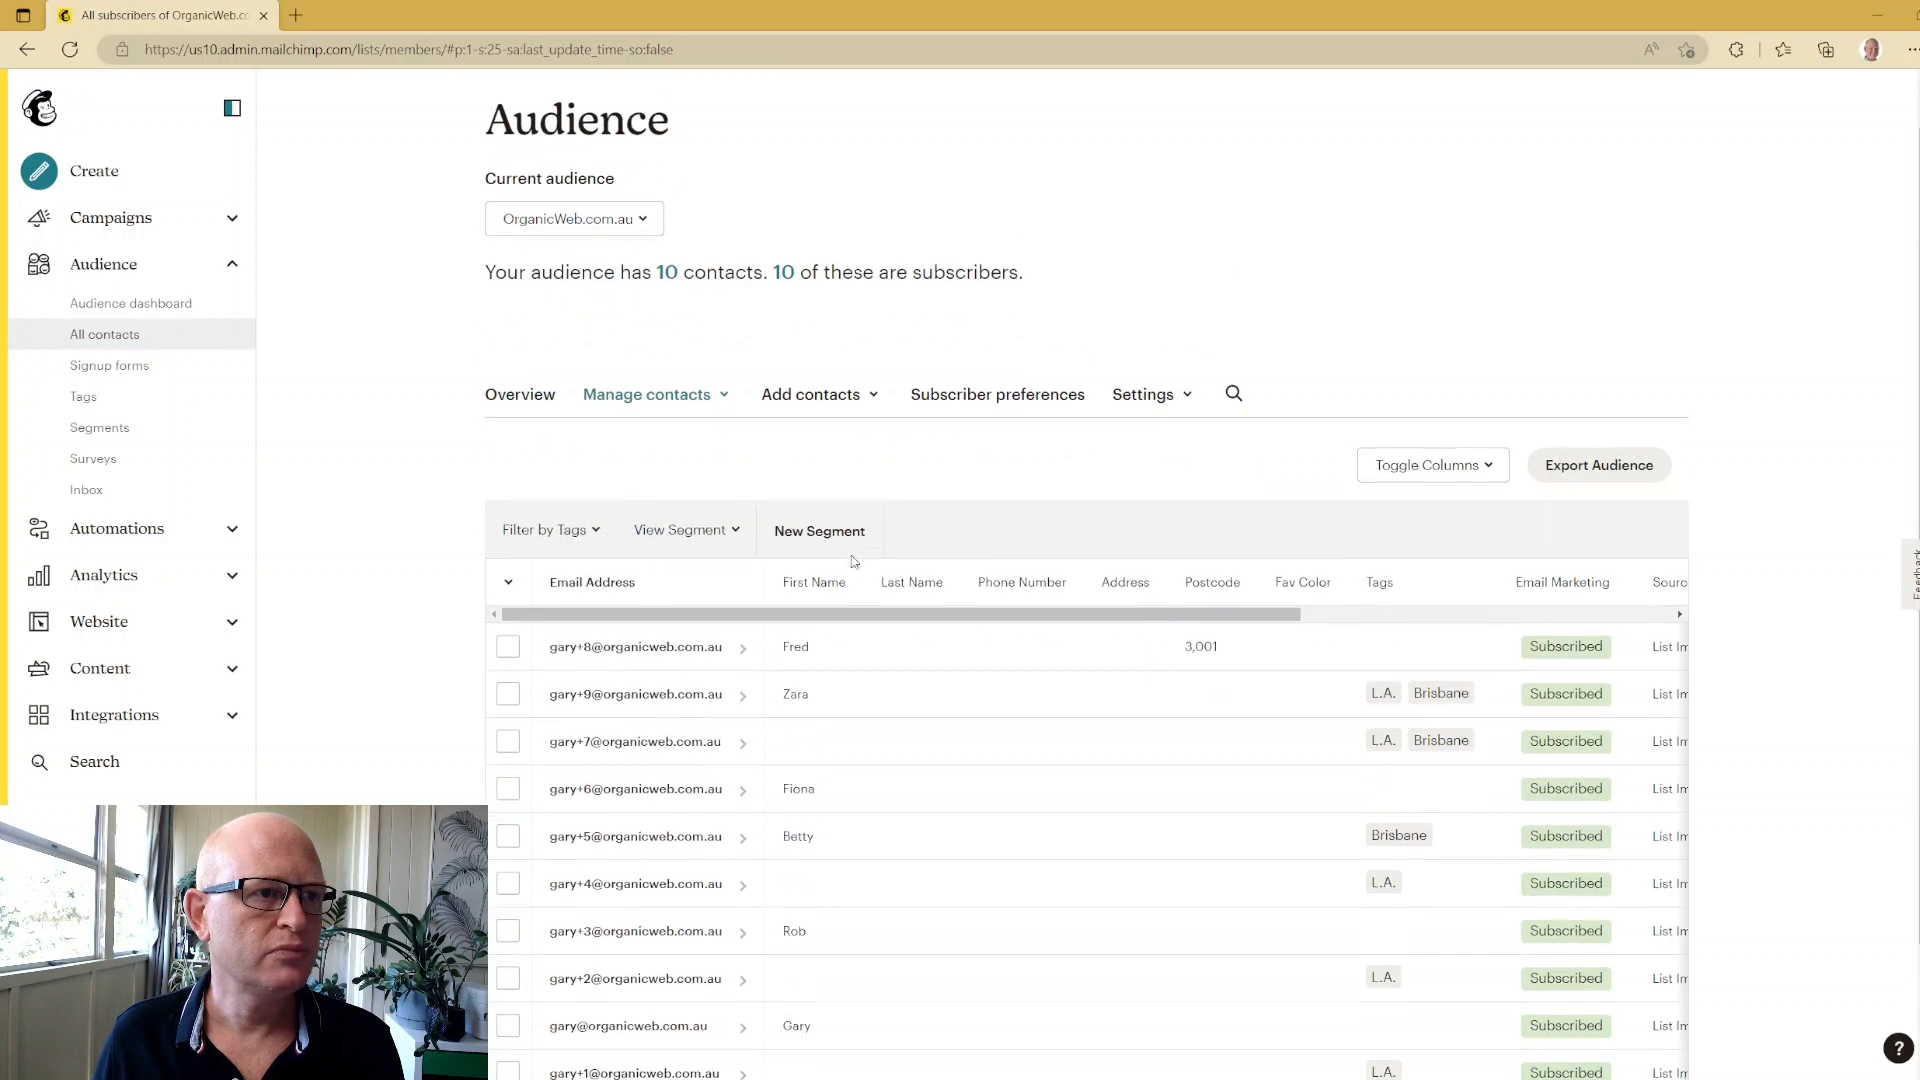 All subscribers of OrganicWeb.cc
https://us10.admin.mailchimp.com/lists/members/#p:1-s:25-sa:last_update_time-so:false
Create
Campaigns
Audience
Audience dashboard
All contacts
Signup forms
Tags
Segments
Surveys
Inbox
Automations
Analytics
Website
Content
Integrations
Search
Audience
Current audience
OrganicWeb.com.au
Your audience has 10 contacts. 10 of these are subscribers.
Overview Manage contacts Add contacts Subscriber preferences Settings
Toggle Columns Export Audience
Filter by Tags View Segment New Segment
Email Address First Name Last Name Phone Number Address Postcode Fav Color Tags Email Marketing Sourc
gary+8@organicweb.com.au Fred 3,001 Subscribed List Im
gary+9@organicweb.com.au Zara L.A. Brisbane Subscribed List Im
gary+7@organicweb.com.au L.A. Brisbane Subscribed List Im
gary+6@organicweb.com.au Fiona Subscribed List Im
gary+5@organicweb.com.au Betty Brisbane Subscribed List Im
gary+4@organicweb.com.au L.A. Subscribed List Im
gary+3@organicweb.com.au Rob Subscribed List Im
gary+2@organicweb.com.au L.A. Subscribed List Im
gary@organicweb.com.au Gary Subscribed List Im
gary+1@organicweb.com.au L.A. Subscribed List Im
Feedback
?